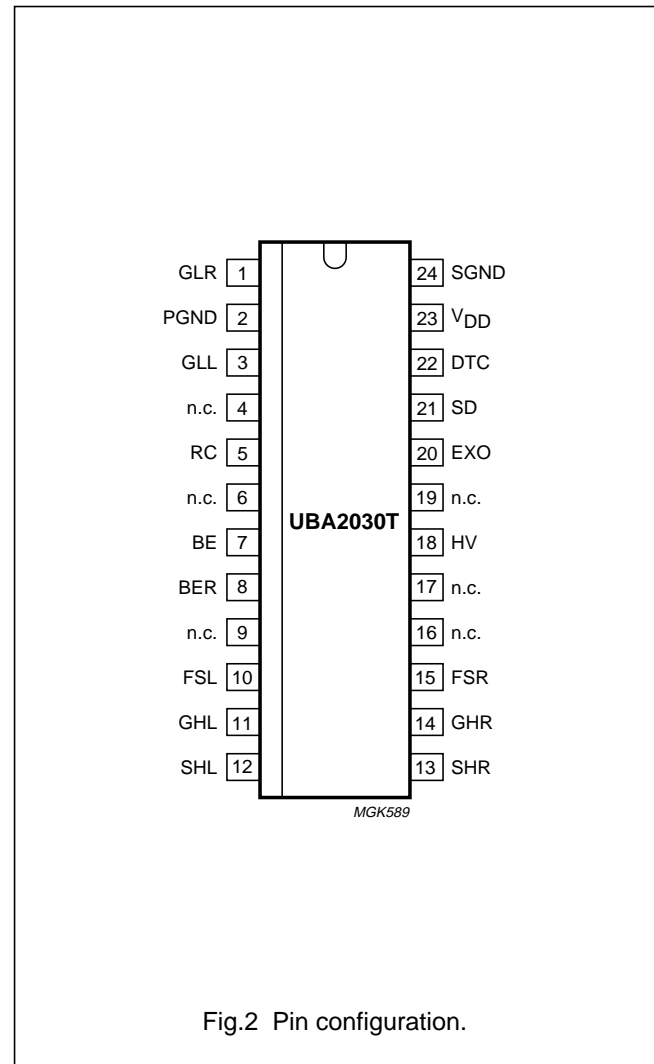 GLR 1 24 SGND
PGND 2 23 VDD
GLL 3 22 DTC
n.c. 4 21 SD
RC 5 20 EXO
n.c. 6 19 n.c.
UBA2030T
BE 7 18 HV
BER 8 17 n.c.
n.c. 9 16 n.c.
FSL 10 15 FSR
GHL 11 14 GHR
SHL 12 13 SHR
MGK589
Fig.2 Pin configuration.